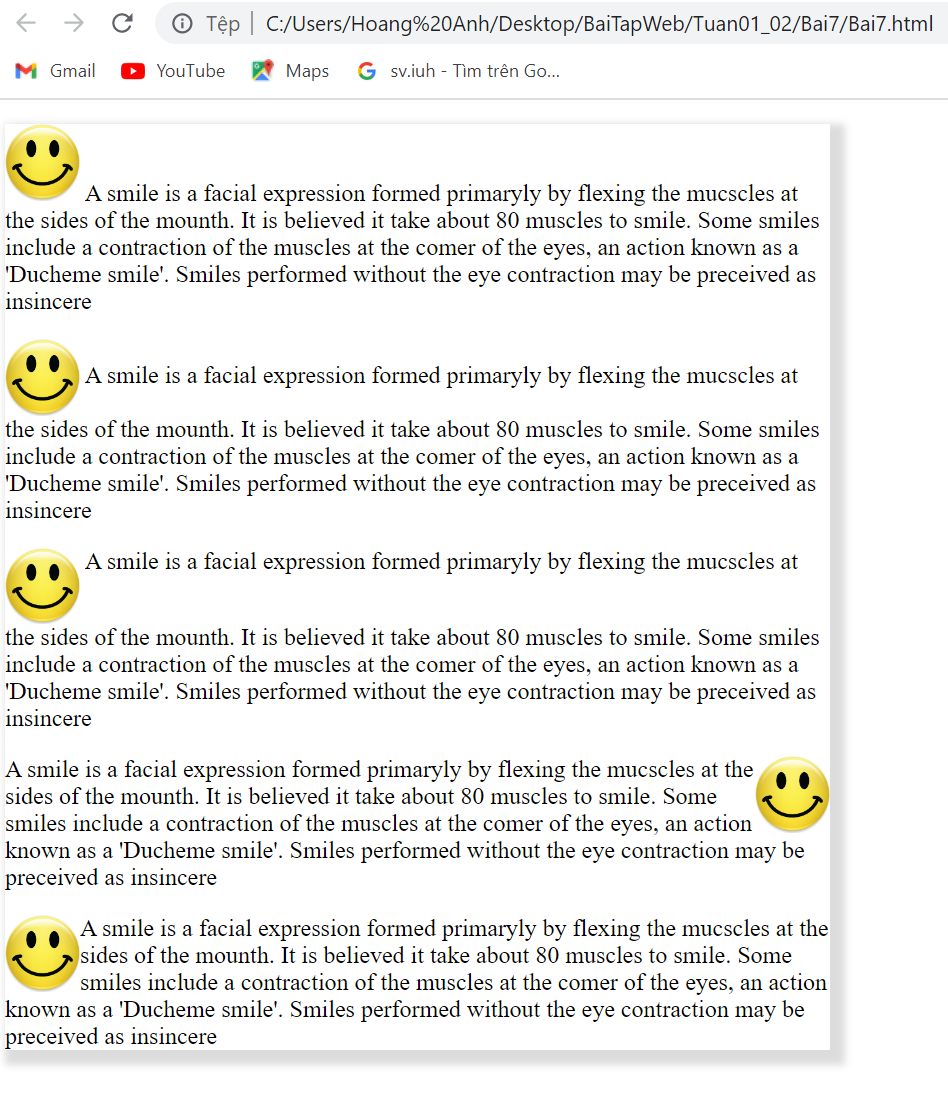 Tệp | C:/Users/Hoang%20Anh/Desktop/BaiTapWeb/Tuan01_02/Bai7/Bai7.html
Gmail YouTube Maps sv.iuh - Tìm trên Go...
A smile is a facial expression formed primaryly by flexing the mucscles at
the sides of the mounth. It is believed it take about 80 muscles to smile. Some smiles
include a contraction of the muscles at the comer of the eyes, an action known as a
'Ducheme smile'. Smiles performed without the eye contraction may be preceived as
insincere
A smile is a facial expression formed primaryly by flexing the mucscles at
the sides of the mounth. It is believed it take about 80 muscles to smile. Some smiles
include a contraction of the muscles at the comer of the eyes, an action known as a
'Ducheme smile'. Smiles performed without the eye contraction may be preceived as
insincere
A smile is a facial expression formed primaryly by flexing the mucscles at
the sides of the mounth. It is believed it take about 80 muscles to smile. Some smiles
include a contraction of the muscles at the comer of the eyes, an action known as a
'Ducheme smile'. Smiles performed without the eye contraction may be preceived as
insincere
A smile is a facial expression formed primaryly by flexing the mucscles at the
sides of the mounth. It is believed it take about 80 muscles to smile. Some
smiles include a contraction of the muscles at the comer of the eyes, an action
known as a 'Ducheme smile'. Smiles performed without the eye contraction may be
preceived as insincere
A smile is a facial expression formed primaryly by flexing the mucscles at the
sides of the mounth. It is believed it take about 80 muscles to smile. Some
smiles include a contraction of the muscles at the comer of the eyes, an action
known as a 'Ducheme smile'. Smiles performed without the eye contraction may be
preceived as insincere